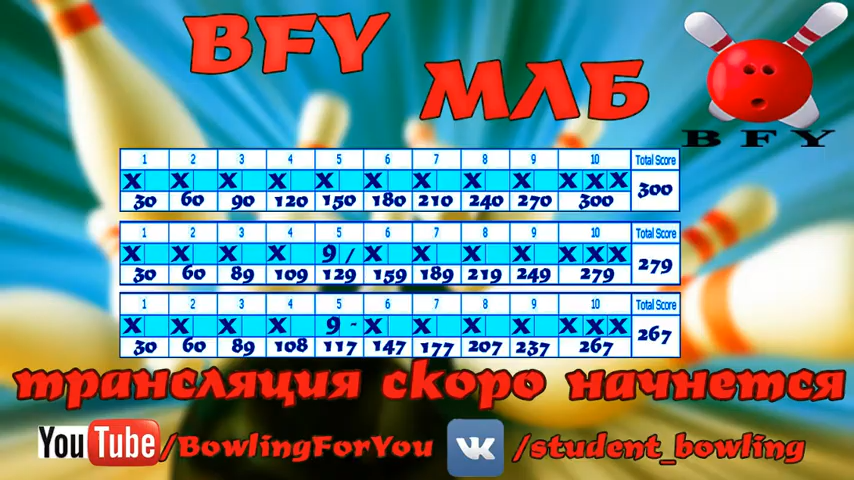 BFY
МЛБ
B F Y
1 2 3 4 5 6 7 8 9 10 Total Score
X X X X X X X X X X X X
30 60 90 120 150 180 210 240 270 300 300
1 2 3 4 5 6 7 8 9 10 Total Score
X X X X 9 / X X X X X X X
30 60 89 109 129 159 189 219 249 279 279
1 2 3 4 5 6 7 8 9 10 Total Score
X X X X 9 - X X X X X X X
30 60 89 108 117 147 177 207 237 267 267
трансляция скоро начнется
YouTube /BowlingForYou /student_bowling